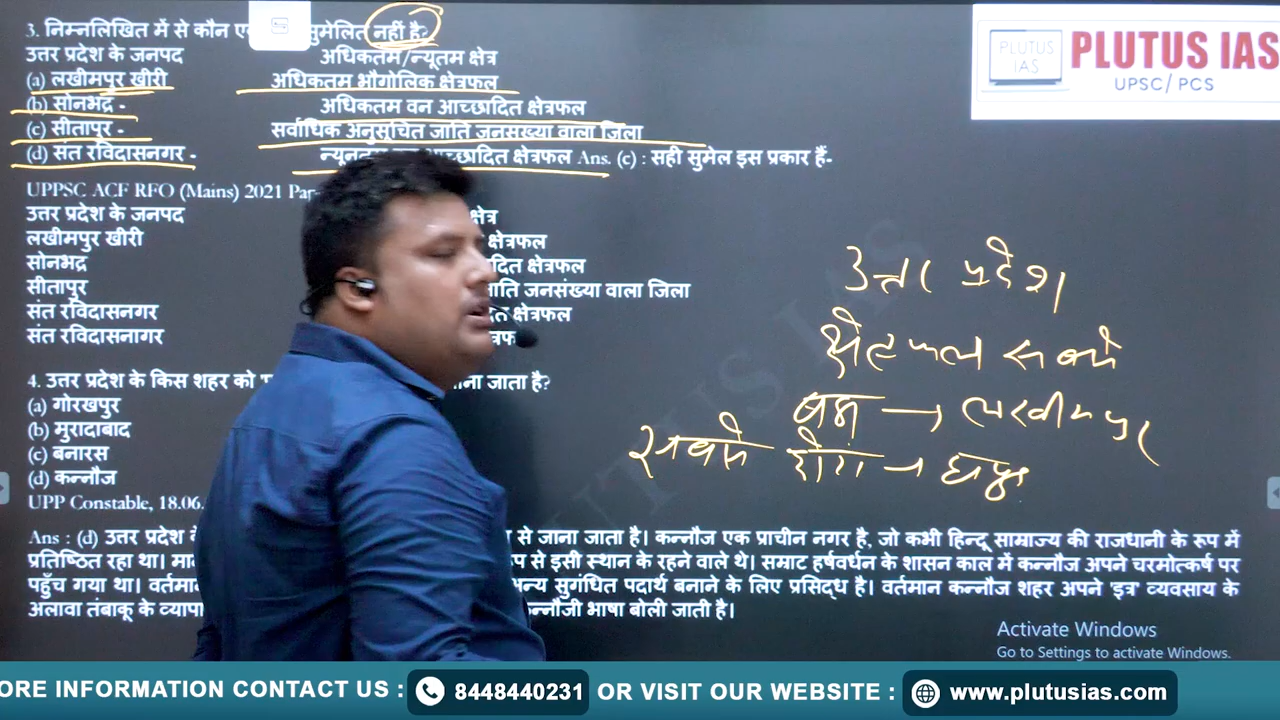 3. निम्नलिखित में से कौन सुमेलित नहीं है?
उत्तर प्रदेश के जनपद अधिकतम/न्यूतम क्षेत्र
(a) लखीमपुर खीरी अधिकतम भौगोलिक क्षेत्रफल
(b) सोनभद्र - अधिकतम वन आच्छादित क्षेत्रफल
(c) सीतापुर - सर्वाधिक अनुसूचित जाति जनसंख्या वाला जिला
(d) संत रविदासनगर - आच्छादित क्षेत्रफल Ans. (c) : सही सुमेल इस प्रकार हैं-
UPPSC ACF RFO (Mains) 2021
उत्तर प्रदेश के जनपद क्षेत्र
लखीमपुर खीरी क्षेत्रफल
सोनभद्र क्षेत्रफल
सीतापुर जनसंख्या वाला जिला
संत रविदासनगर क्षेत्रफल
संत रविदासनागर
4. उत्तर प्रदेश के किस शहर को जाता है?
(a) गोरखपुर
(b) मुरादाबाद
(c) बनारस
(d) कन्नौज
UPP Constable, 18.06.
Ans : (d) उत्तर प्रदेश से जाना जाता है। कन्नौज एक प्राचीन नगर है, जो कभी हिन्दू साम्राज्य की राजधानी के रूप में
प्रतिष्ठित रहा था। से इसी स्थान के रहने वाले थे। सम्राट हर्षवर्धन के शासन काल में कन्नौज अपने चरमोत्कर्ष पर
पहुँच गया था। सुगंधित पदार्थ बनाने के लिए प्रसिद्ध है। वर्तमान कन्नौज शहर अपने 'इत्र' व्यवसाय के
अलावा तंबाकू के भाषा बोली जाती है।
उत्तर प्रदेश
क्षेत्रफल सबसे
बड़ा → लखीमपुर
सबसे छोटा → हापुड़
PLUTUS IAS
PLUTUS IAS
UPSC/ PCS
Activate Windows
Go to Settings to activate Windows.
ORE INFORMATION CONTACT US : 8448440231 OR VISIT OUR WEBSITE : www.plutusias.com